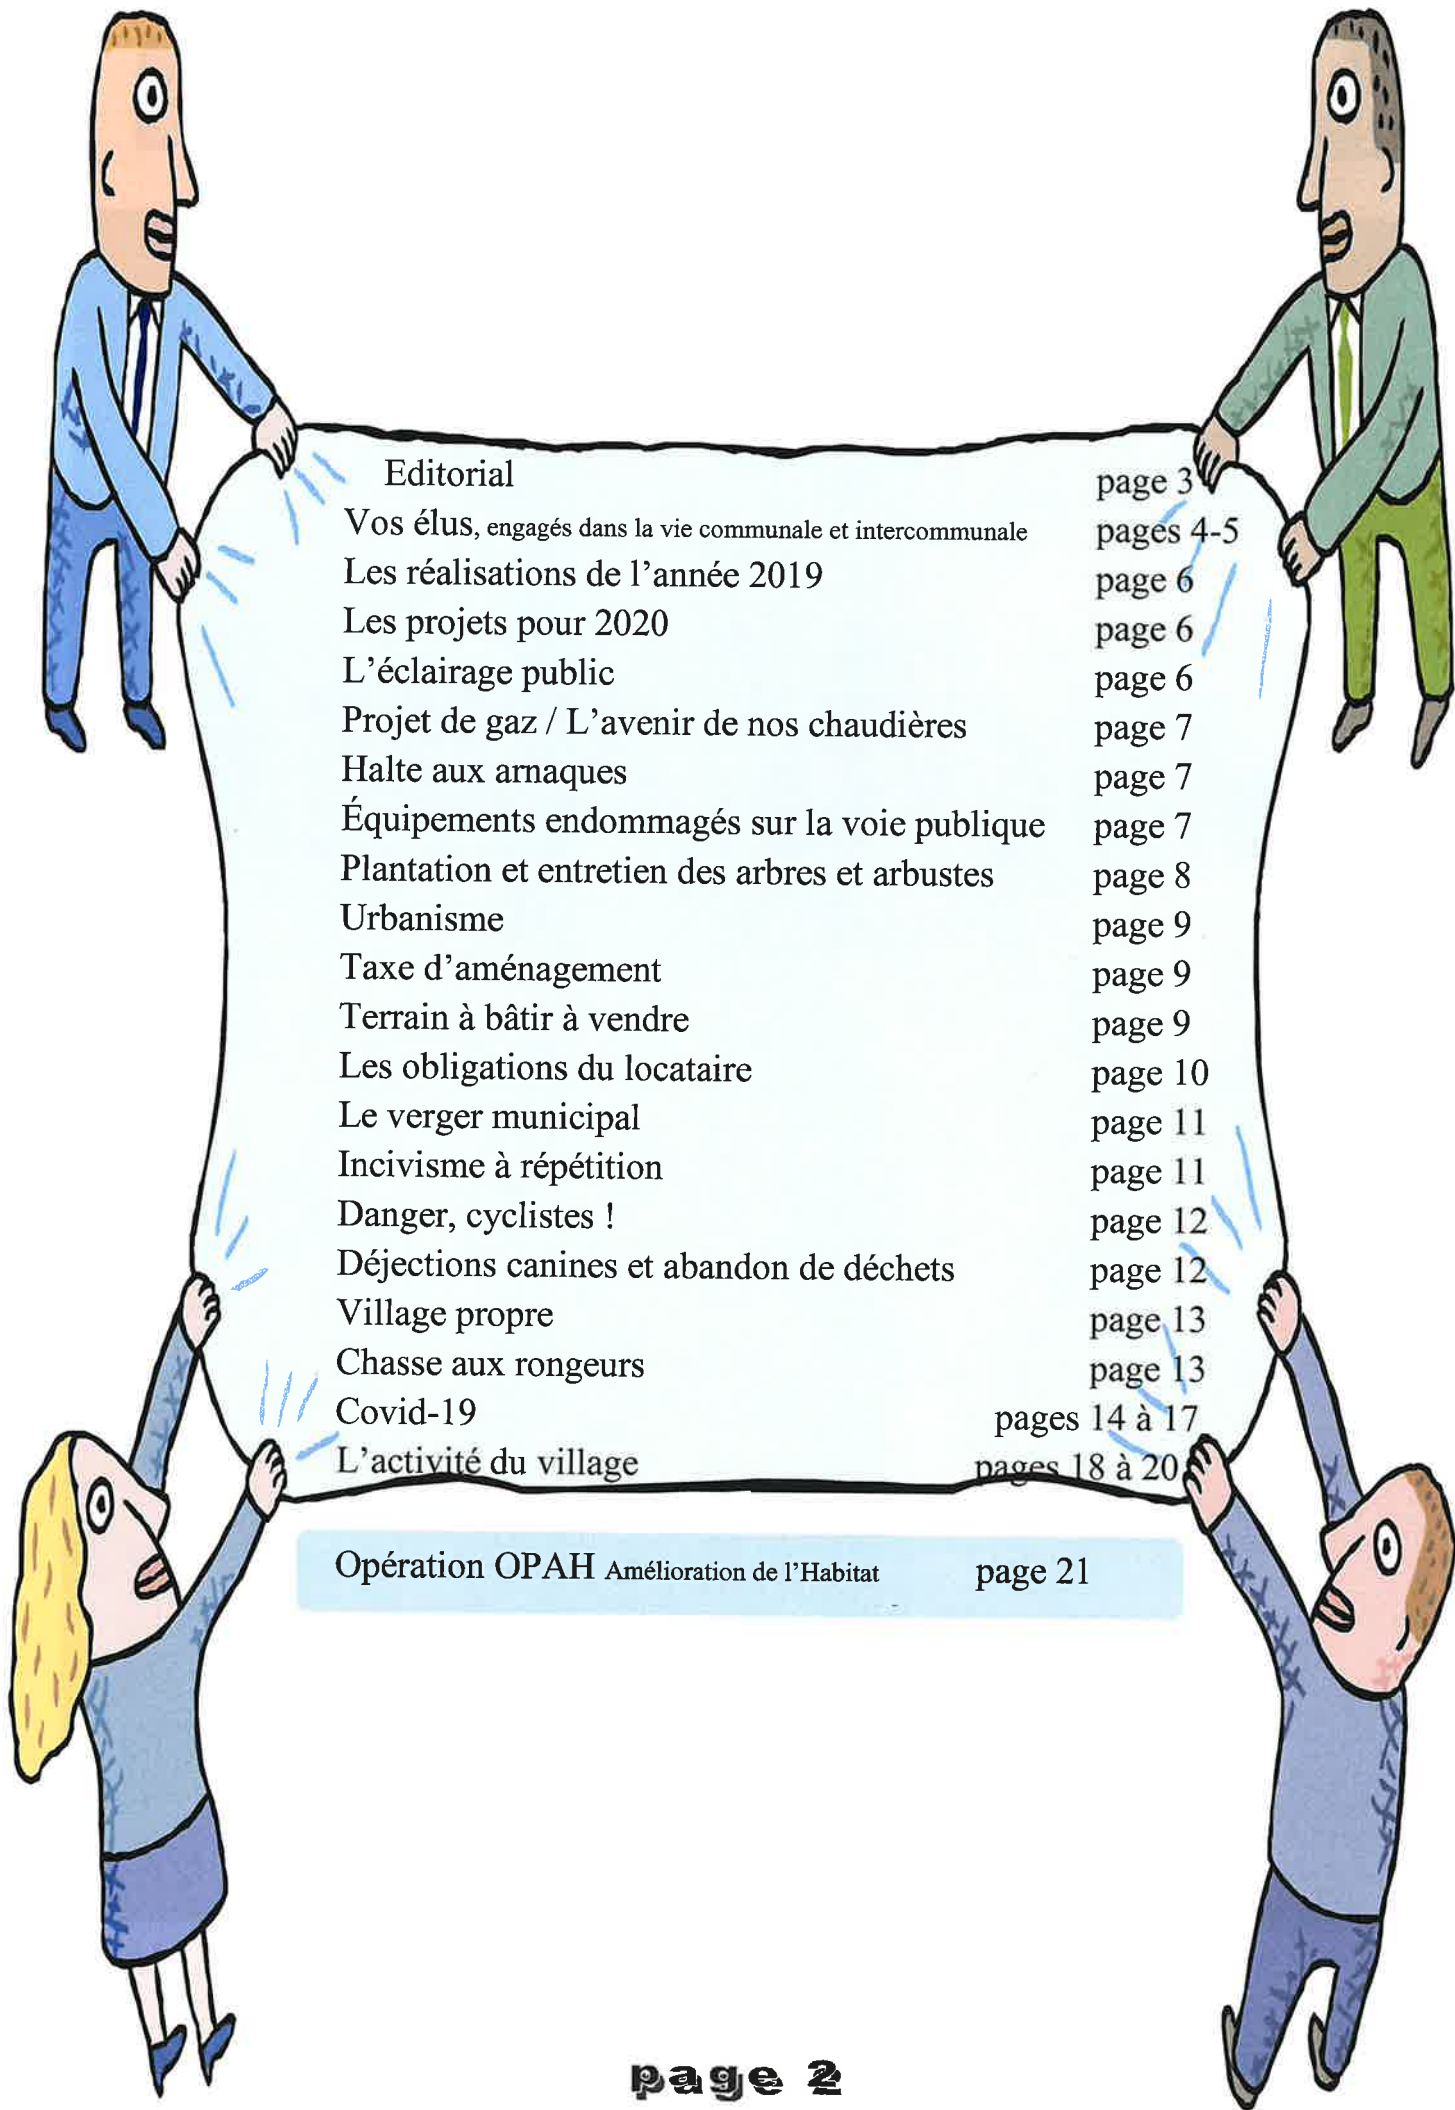 Editorial page 3
Vos élus, engagés dans la vie communale et intercommunale pages 4-5
Les réalisations de l'année 2019 page 6
Les projets pour 2020 page 6
L'éclairage public page 6
Projet de gaz / L'avenir de nos chaudières page 7
Halte aux arnaques page 7
Équipements endommagés sur la voie publique page 7
Plantation et entretien des arbres et arbustes page 8
Urbanisme page 9
Taxe d'aménagement page 9
Terrain à bâtir à vendre page 9
Les obligations du locataire page 10
Le verger municipal page 11
Incivisme à répétition page 11
Danger, cyclistes ! page 12
Déjections canines et abandon de déchets page 12
Village propre page 13
Chasse aux rongeurs page 13
Covid-19 pages 14 à 17
L'activité du village pages 18 à 20
Opération OPAH Amélioration de l'Habitat page 21
page 2